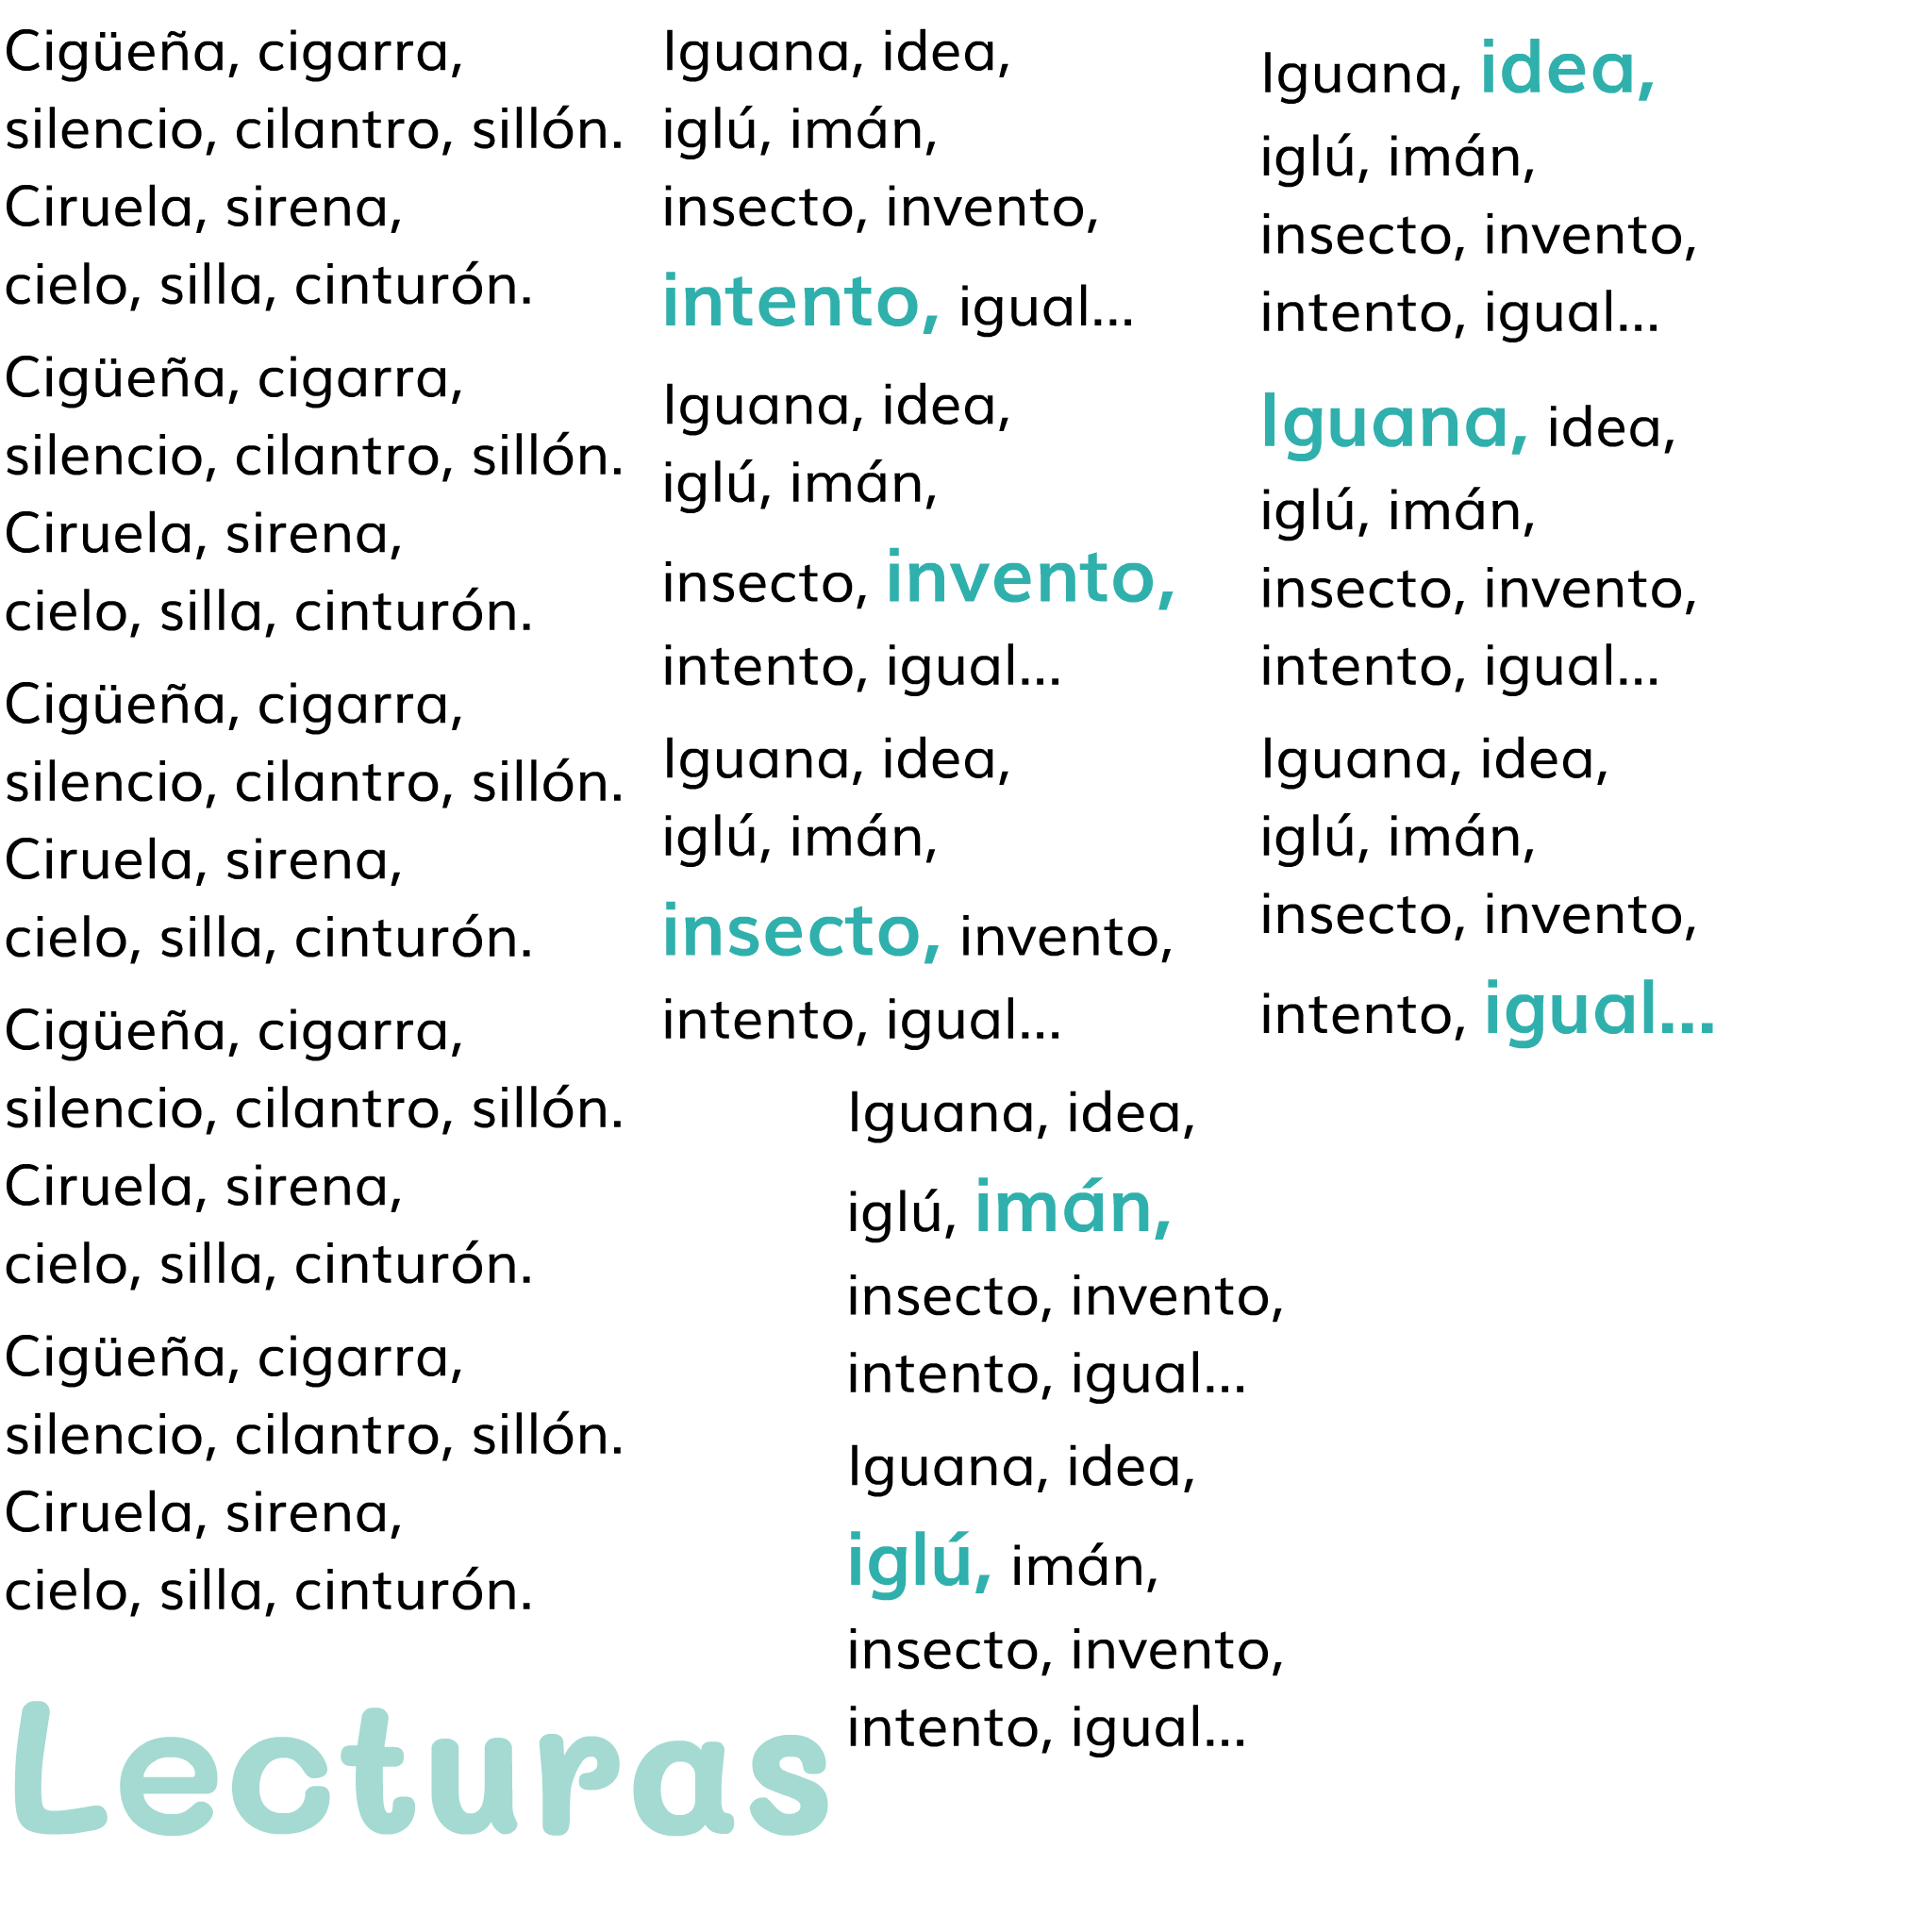 Cigüeña, cigarra,
silencio, cilantro, sillón.
Ciruela, sirena,
cielo, silla, cinturón.
Cigüeña, cigarra,
silencio, cilantro, sillón.
Ciruela, sirena,
cielo, silla, cinturón.
Cigüeña, cigarra,
silencio, cilantro, sillón.
Ciruela, sirena,
cielo, silla, cinturón.
Cigüeña, cigarra,
silencio, cilantro, sillón.
Ciruela, sirena,
cielo, silla, cinturón.
Cigüeña, cigarra,
silencio, cilantro, sillón.
Ciruela, sirena,
cielo, silla, cinturón.
Lecturas
Iguana, idea,
iglú, imán,
insecto, invento,
intento, igual...
Iguana, idea,
iglú, imán,
insecto, invento,
intento, igual...
Iguana, idea,
iglú, imán,
insecto, invento,
intento, igual...
Iguana, idea,
iglú, imán,
insecto, invento,
intento, igual...
Iguana, idea,
iglú, imán,
insecto, invento,
intento, igual...
Iguana, idea,
iglú, imán,
insecto, invento,
intento, igual...
Iguana, idea,
iglú, imán,
insecto, invento,
intento, igual...
Iguana, idea,
iglú, imán,
insecto, invento,
intento, igual...